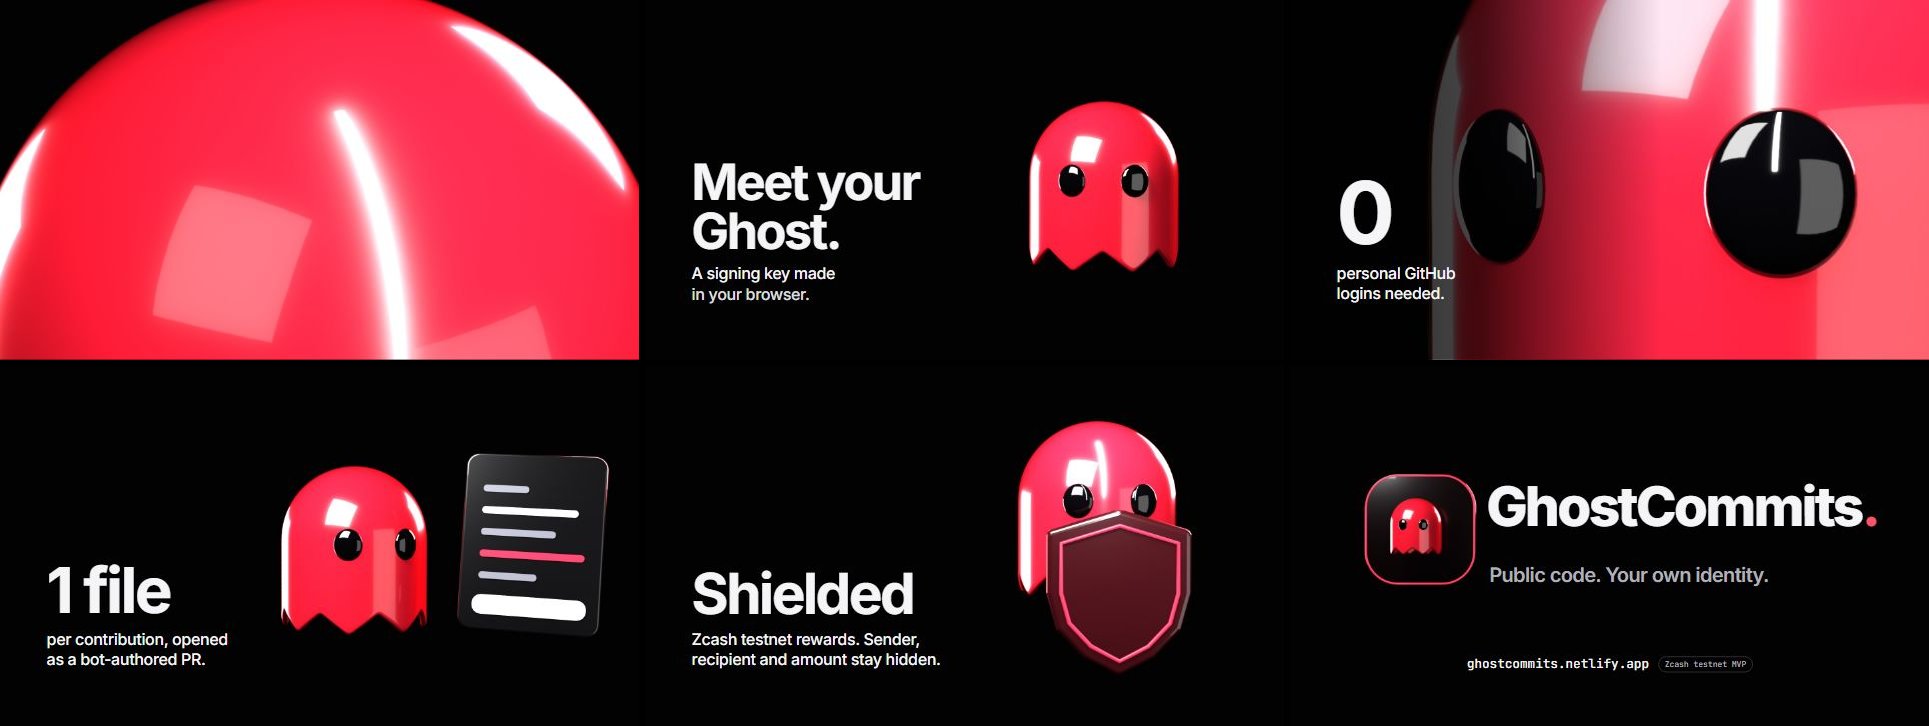 Meet your
Ghost.
A signing key made
in your browser.
0
personal GitHub
logins needed.
1 file
per contribution, opened
as a bot-authored PR.
Shielded
Zcash testnet rewards. Sender,
recipient and amount stay hidden.
GhostCommits.
Public code. Your own identity.
ghostcommits.netlify.app
Zcash testnet MVP